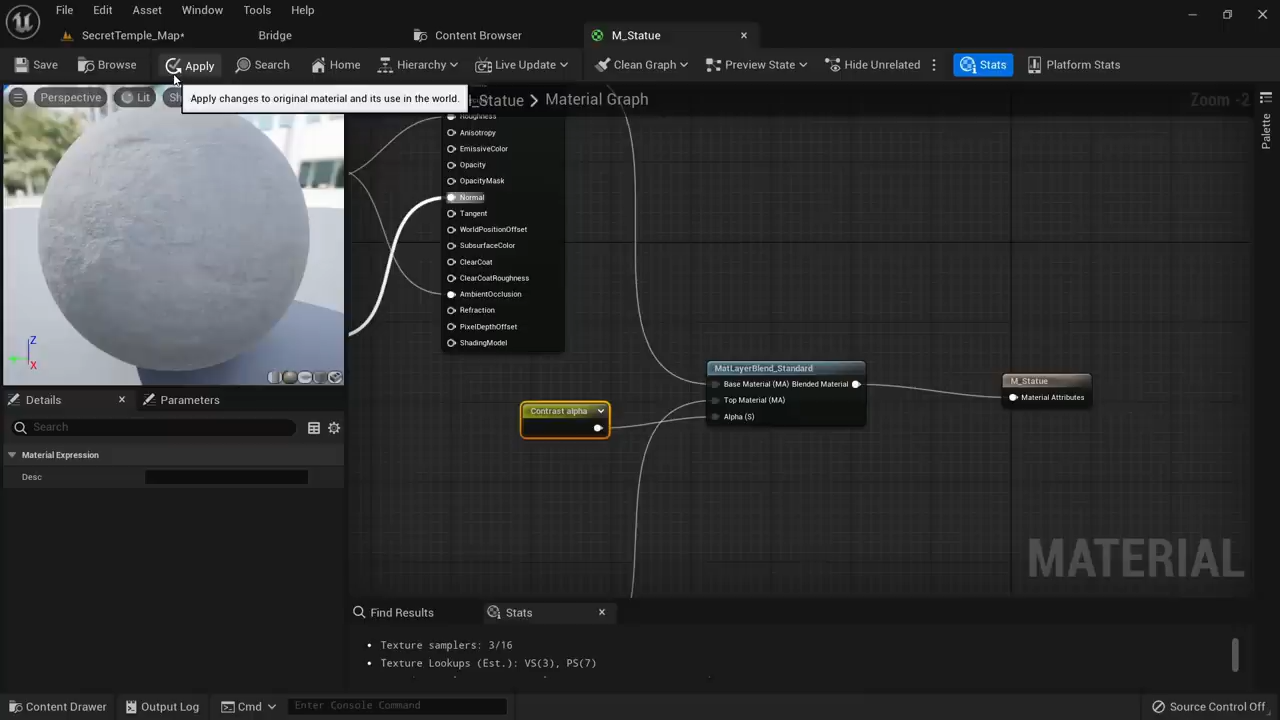 File Edit Asset Window Tools Help
SecretTemple_Map* Bridge Content Browser M_Statue
Save Browse Apply Search Home Hierarchy Live Update Clean Graph Preview State Hide Unrelated Stats Platform Stats
Perspective Lit Sh
Apply changes to original material and its use in the world.
_Statue > Material Graph
Zoom -2
Palette
Roughness
Anisotropy
EmissiveColor
Opacity
OpacityMask
Normal
Tangent
WorldPositionOffset
SubsurfaceColor
ClearCoat
ClearCoatRoughness
AmbientOcclusion
Refraction
PixelDepthOffset
ShadingModel
Z
X
MatLayerBlend_Standard
Base Material (MA) Blended Material
Top Material (MA)
Alpha (S)
M_Statue
Material Attributes
Contrast alpha
Details Parameters
Search
Material Expression
Desc
MATERIAL
Find Results Stats
• Texture samplers: 3/16
• Texture Lookups (Est.): VS(3), PS(7)
Content Drawer Output Log Cmd Enter Console Command Source Control Off